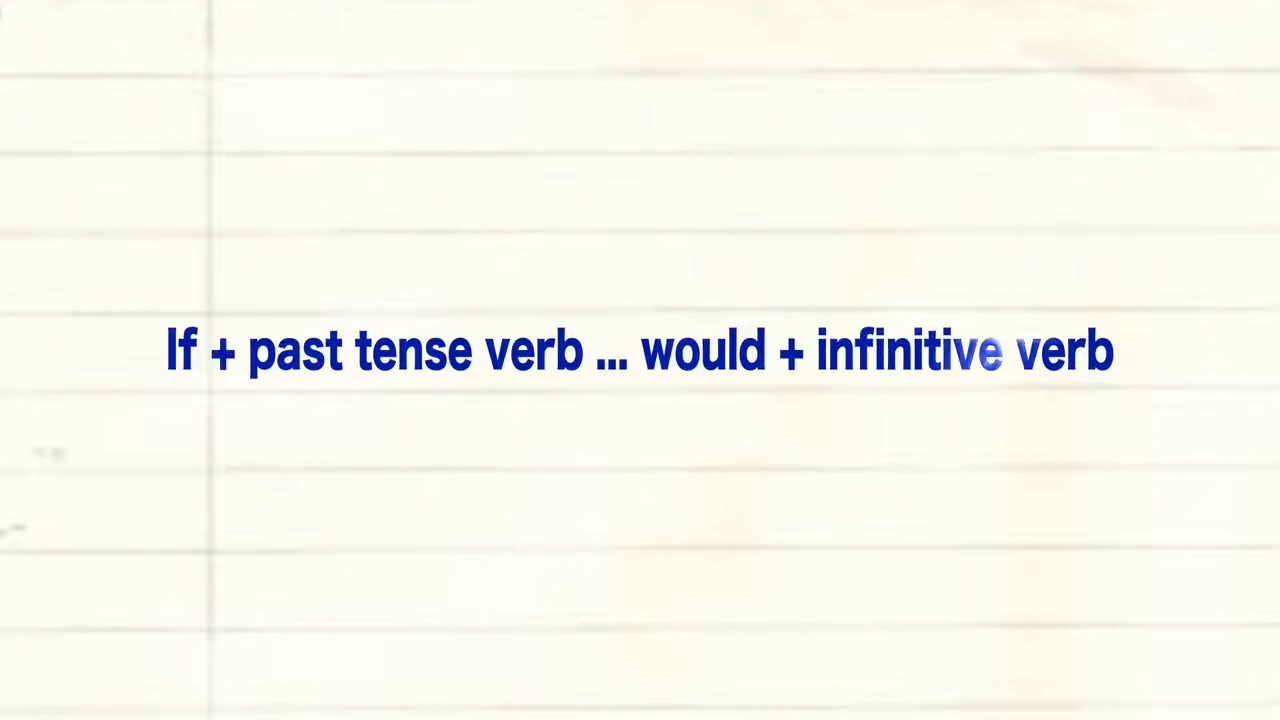 If + past tense verb ... would + infinitive verb